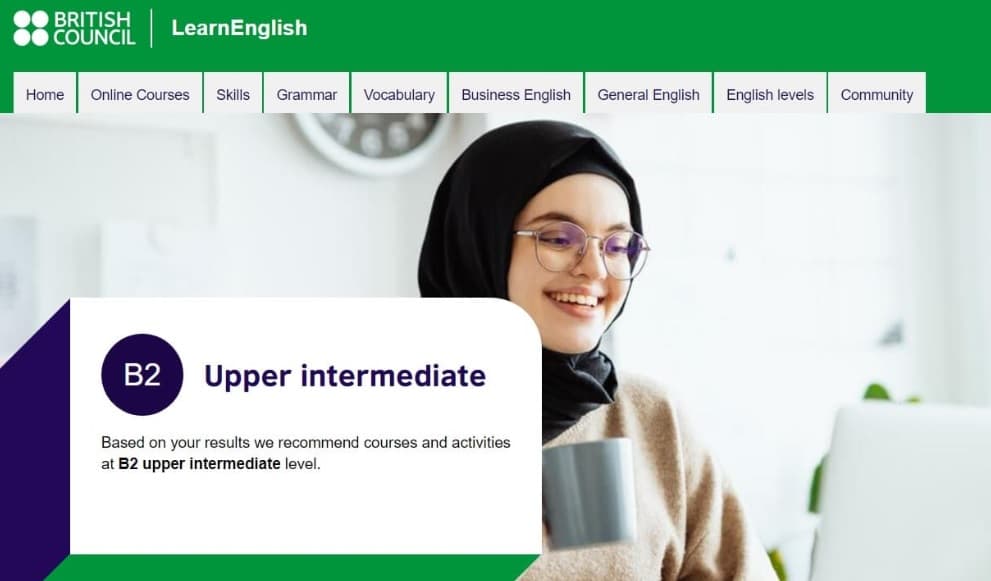 BRITISH
COUNCIL
LearnEnglish
Home Online Courses Skills Grammar Vocabulary Business English General English English levels Community
B2
Upper intermediate
Based on your results we recommend courses and activities
at B2 upper intermediate level.